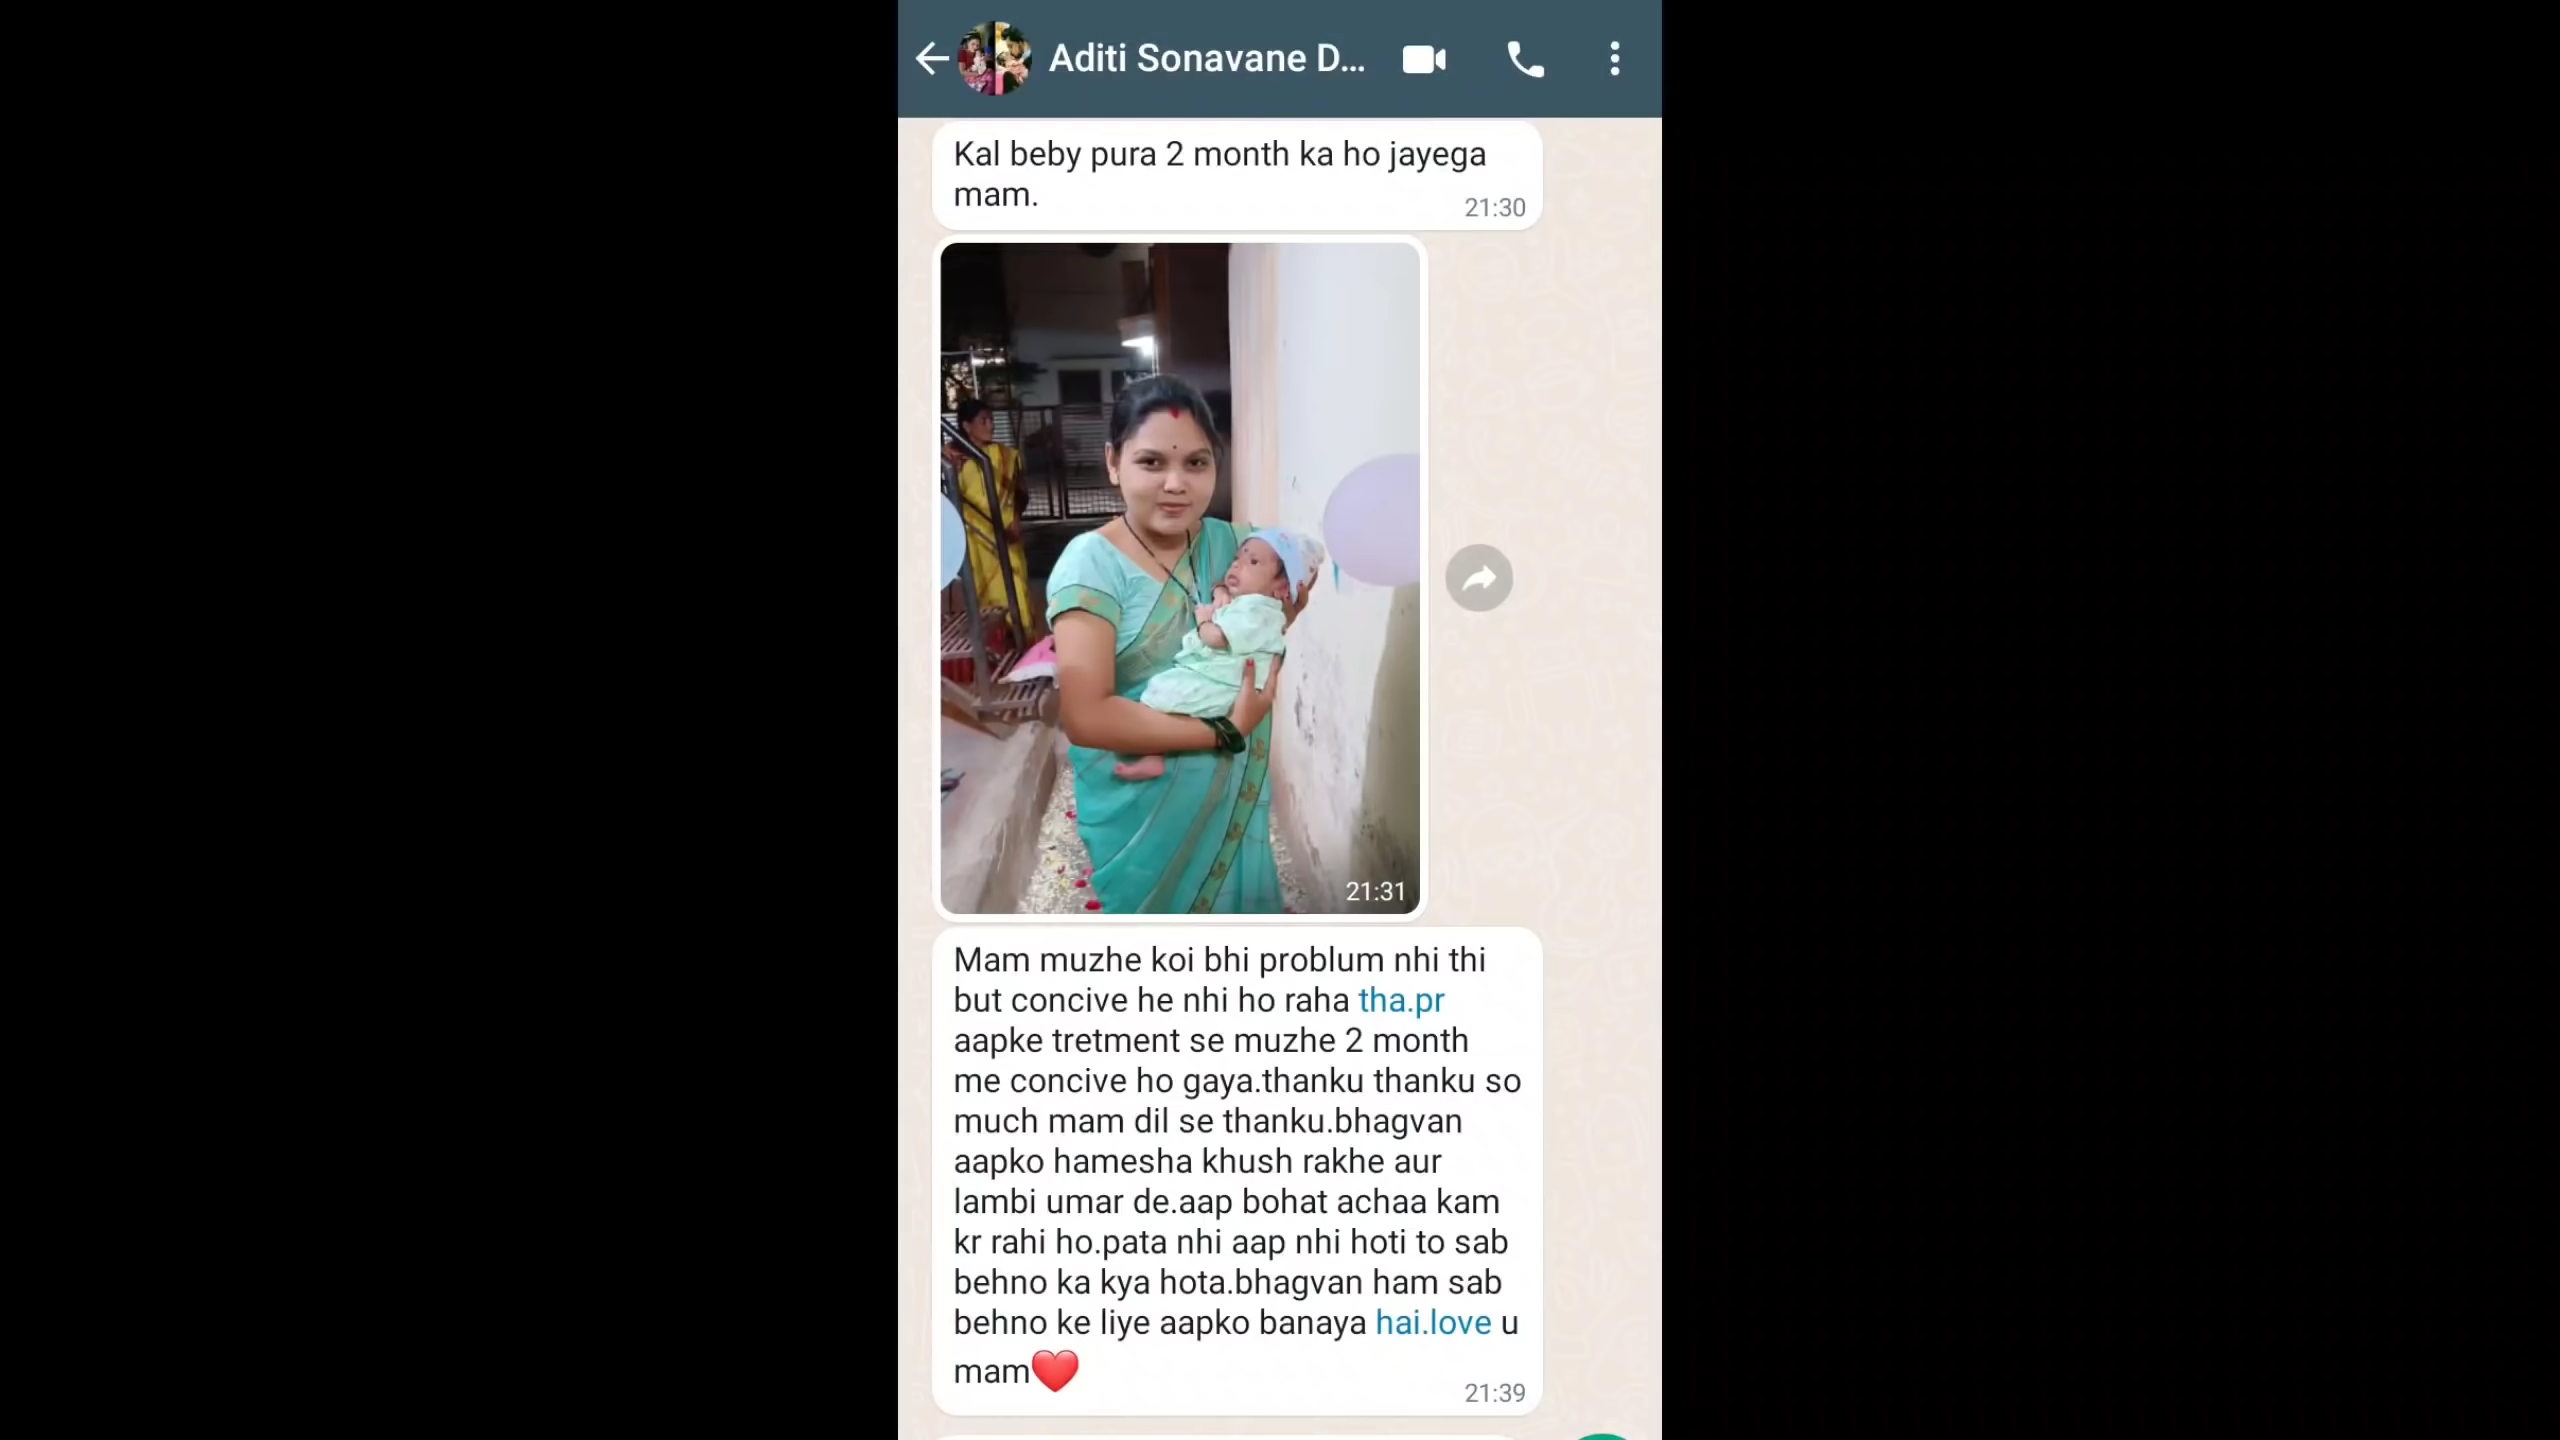 Aditi Sonavane D...
Kal beby pura 2 month ka ho jayega
mam.
21:30
21:31
Mam muzhe koi bhi problum nhi thi
but concive he nhi ho raha tha.pr
aapke tretment se muzhe 2 month
me concive ho gaya.thanku thanku so
much mam dil se thanku.bhagvan
aapko hamesha khush rakhe aur
lambi umar de.aap bohat achaa kam
kr rahi ho.pata nhi aap nhi hoti to sab
behno ka kya hota.bhagvan ham sab
behno ke liye aapko banaya hai.love u
mam❤️
21:39